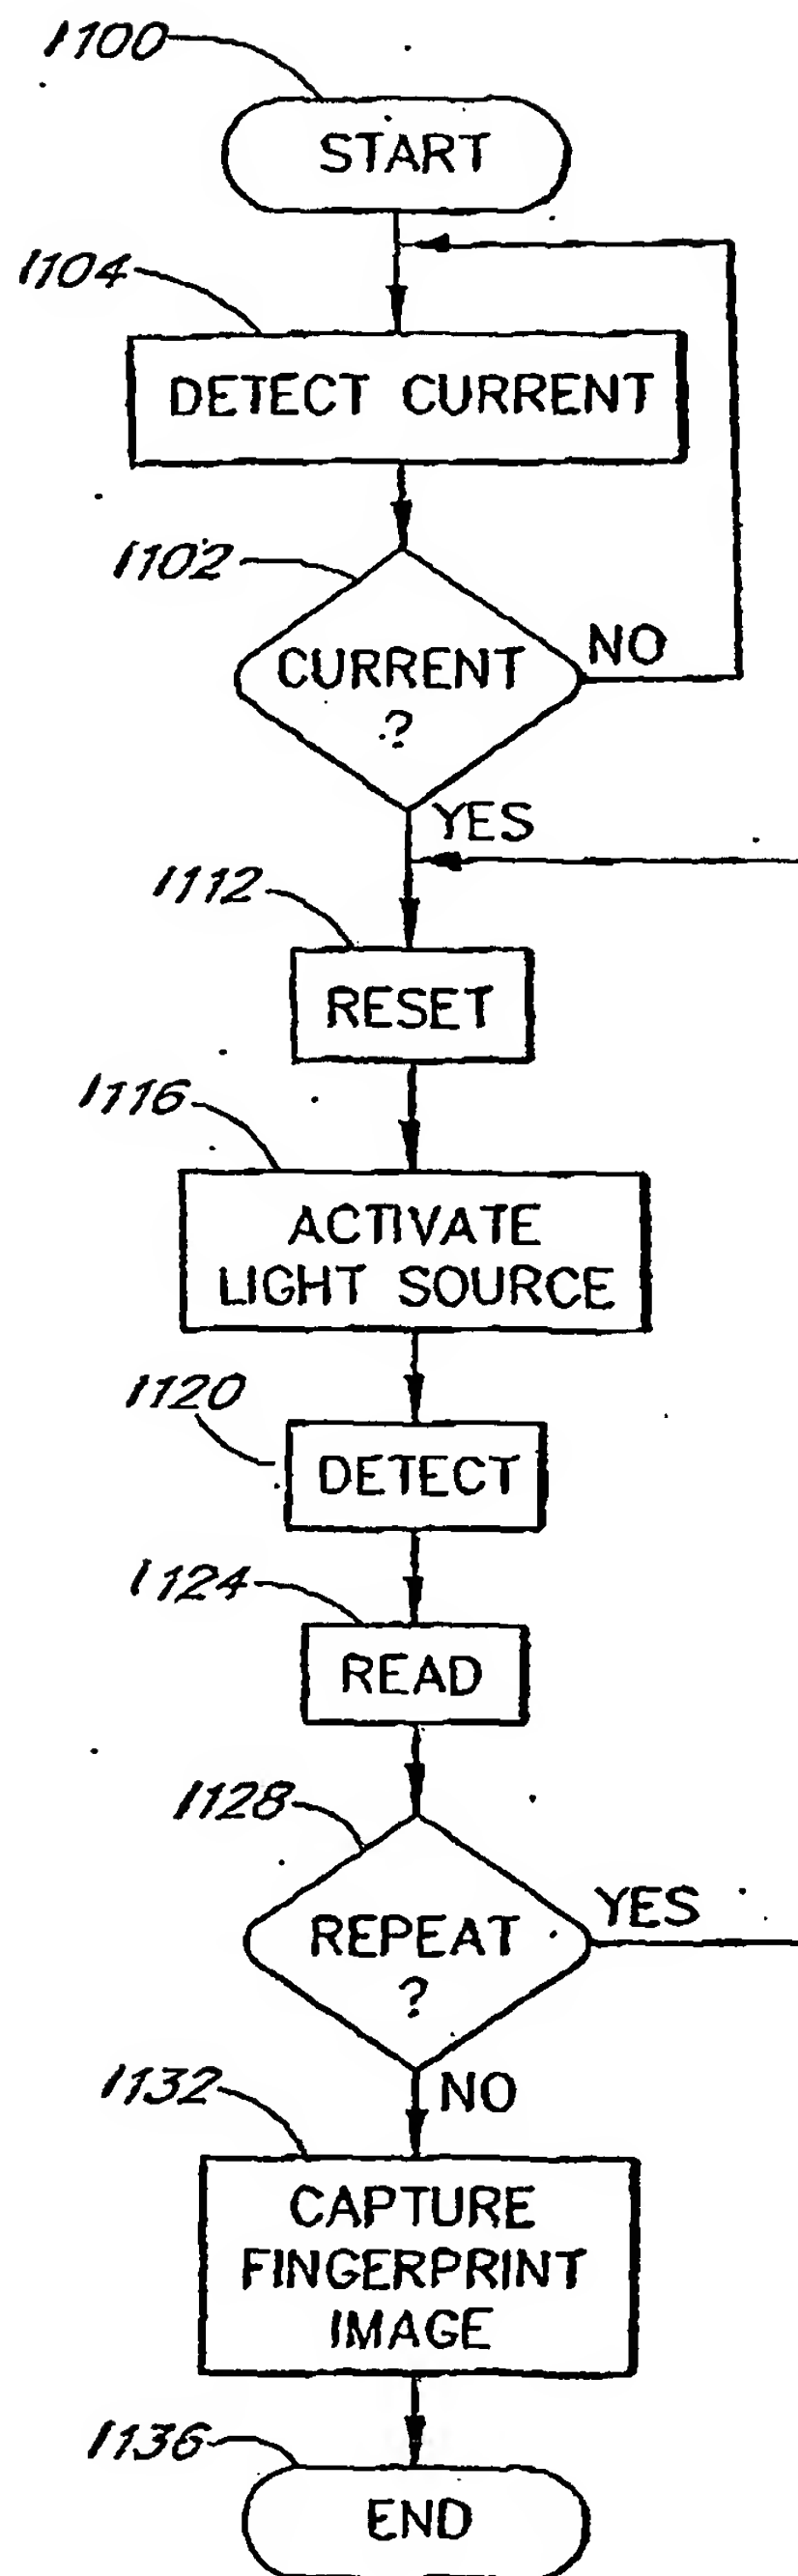 1100
START
1104
DETECT CURRENT
1102
CURRENT
?
NO
YES
1112
RESET
1116
ACTIVATE
LIGHT SOURCE
1120
DETECT
1124
READ
1128
REPEAT
?
YES
NO
1132
CAPTURE
FINGERPRINT
IMAGE
1136
END